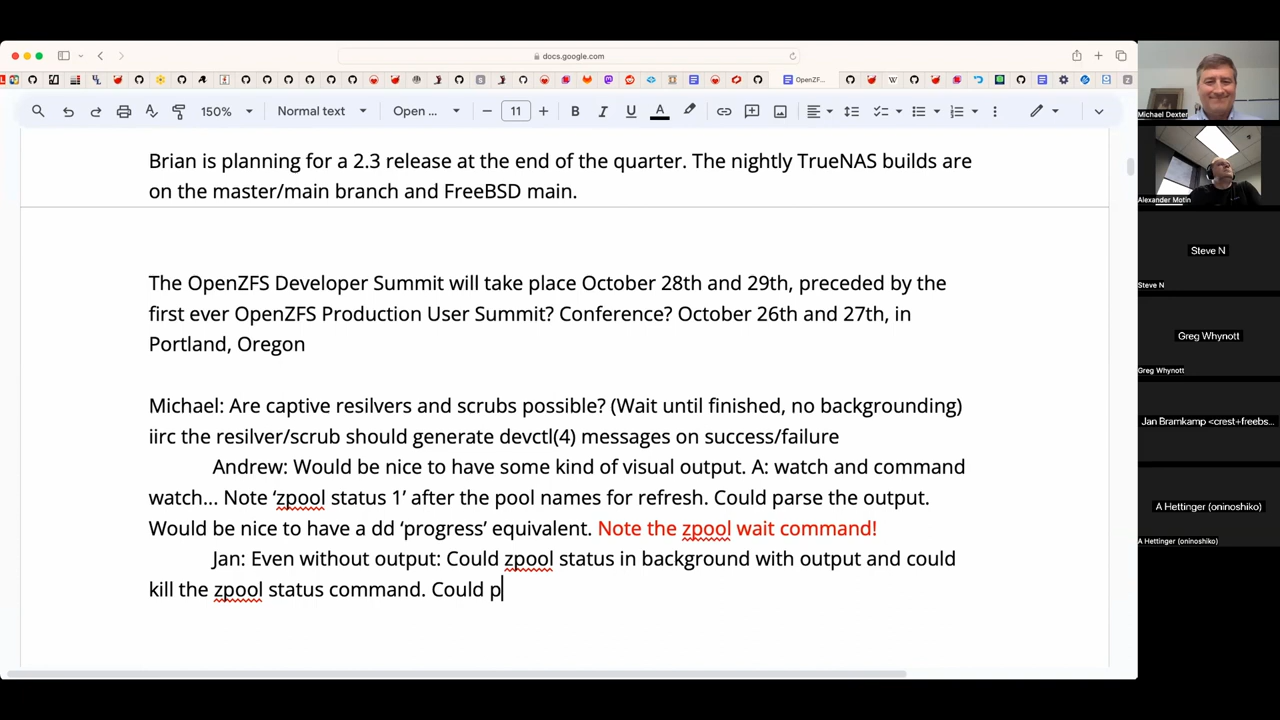 docs.google.com
OpenZF...
150%
Normal text
Open ...
11
Brian is planning for a 2.3 release at the end of the quarter. The nightly TrueNAS builds are
on the master/main branch and FreeBSD main.
The OpenZFS Developer Summit will take place October 28th and 29th, preceded by the
first ever OpenZFS Production User Summit? Conference? October 26th and 27th, in
Portland, Oregon
Michael: Are captive resilvers and scrubs possible? (Wait until finished, no backgrounding)
iirc the resilver/scrub should generate devctl(4) messages on success/failure
Andrew: Would be nice to have some kind of visual output. A: watch and command
watch... Note ‘zpool status 1’ after the pool names for refresh. Could parse the output.
Would be nice to have a dd ‘progress’ equivalent. Note the zpool wait command!
Jan: Even without output: Could zpool status in background with output and could
kill the zpool status command. Could p
Michael Dexter
Alexander Motin
Steve N
Steve N
Greg Whynott
Greg Whynott
Jan Bramkamp <crest+freebs...
A Hettinger (oninoshiko)
A Hettinger (oninoshiko)